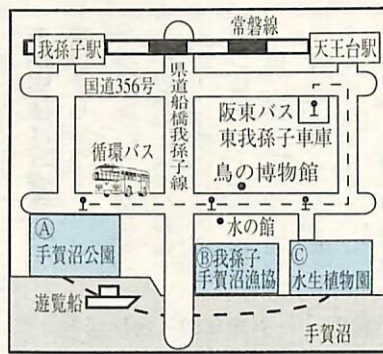 常磐線
我孫子駅
天王台駅
国道356号
県道船橋我孫子線
阪東バス
東我孫子車庫
循環バス
鳥の博物館
水の館
Ⓐ
手賀沼公園
Ⓑ我孫子
手賀沼漁協
Ⓒ
水生植物園
遊覧船
手賀沼